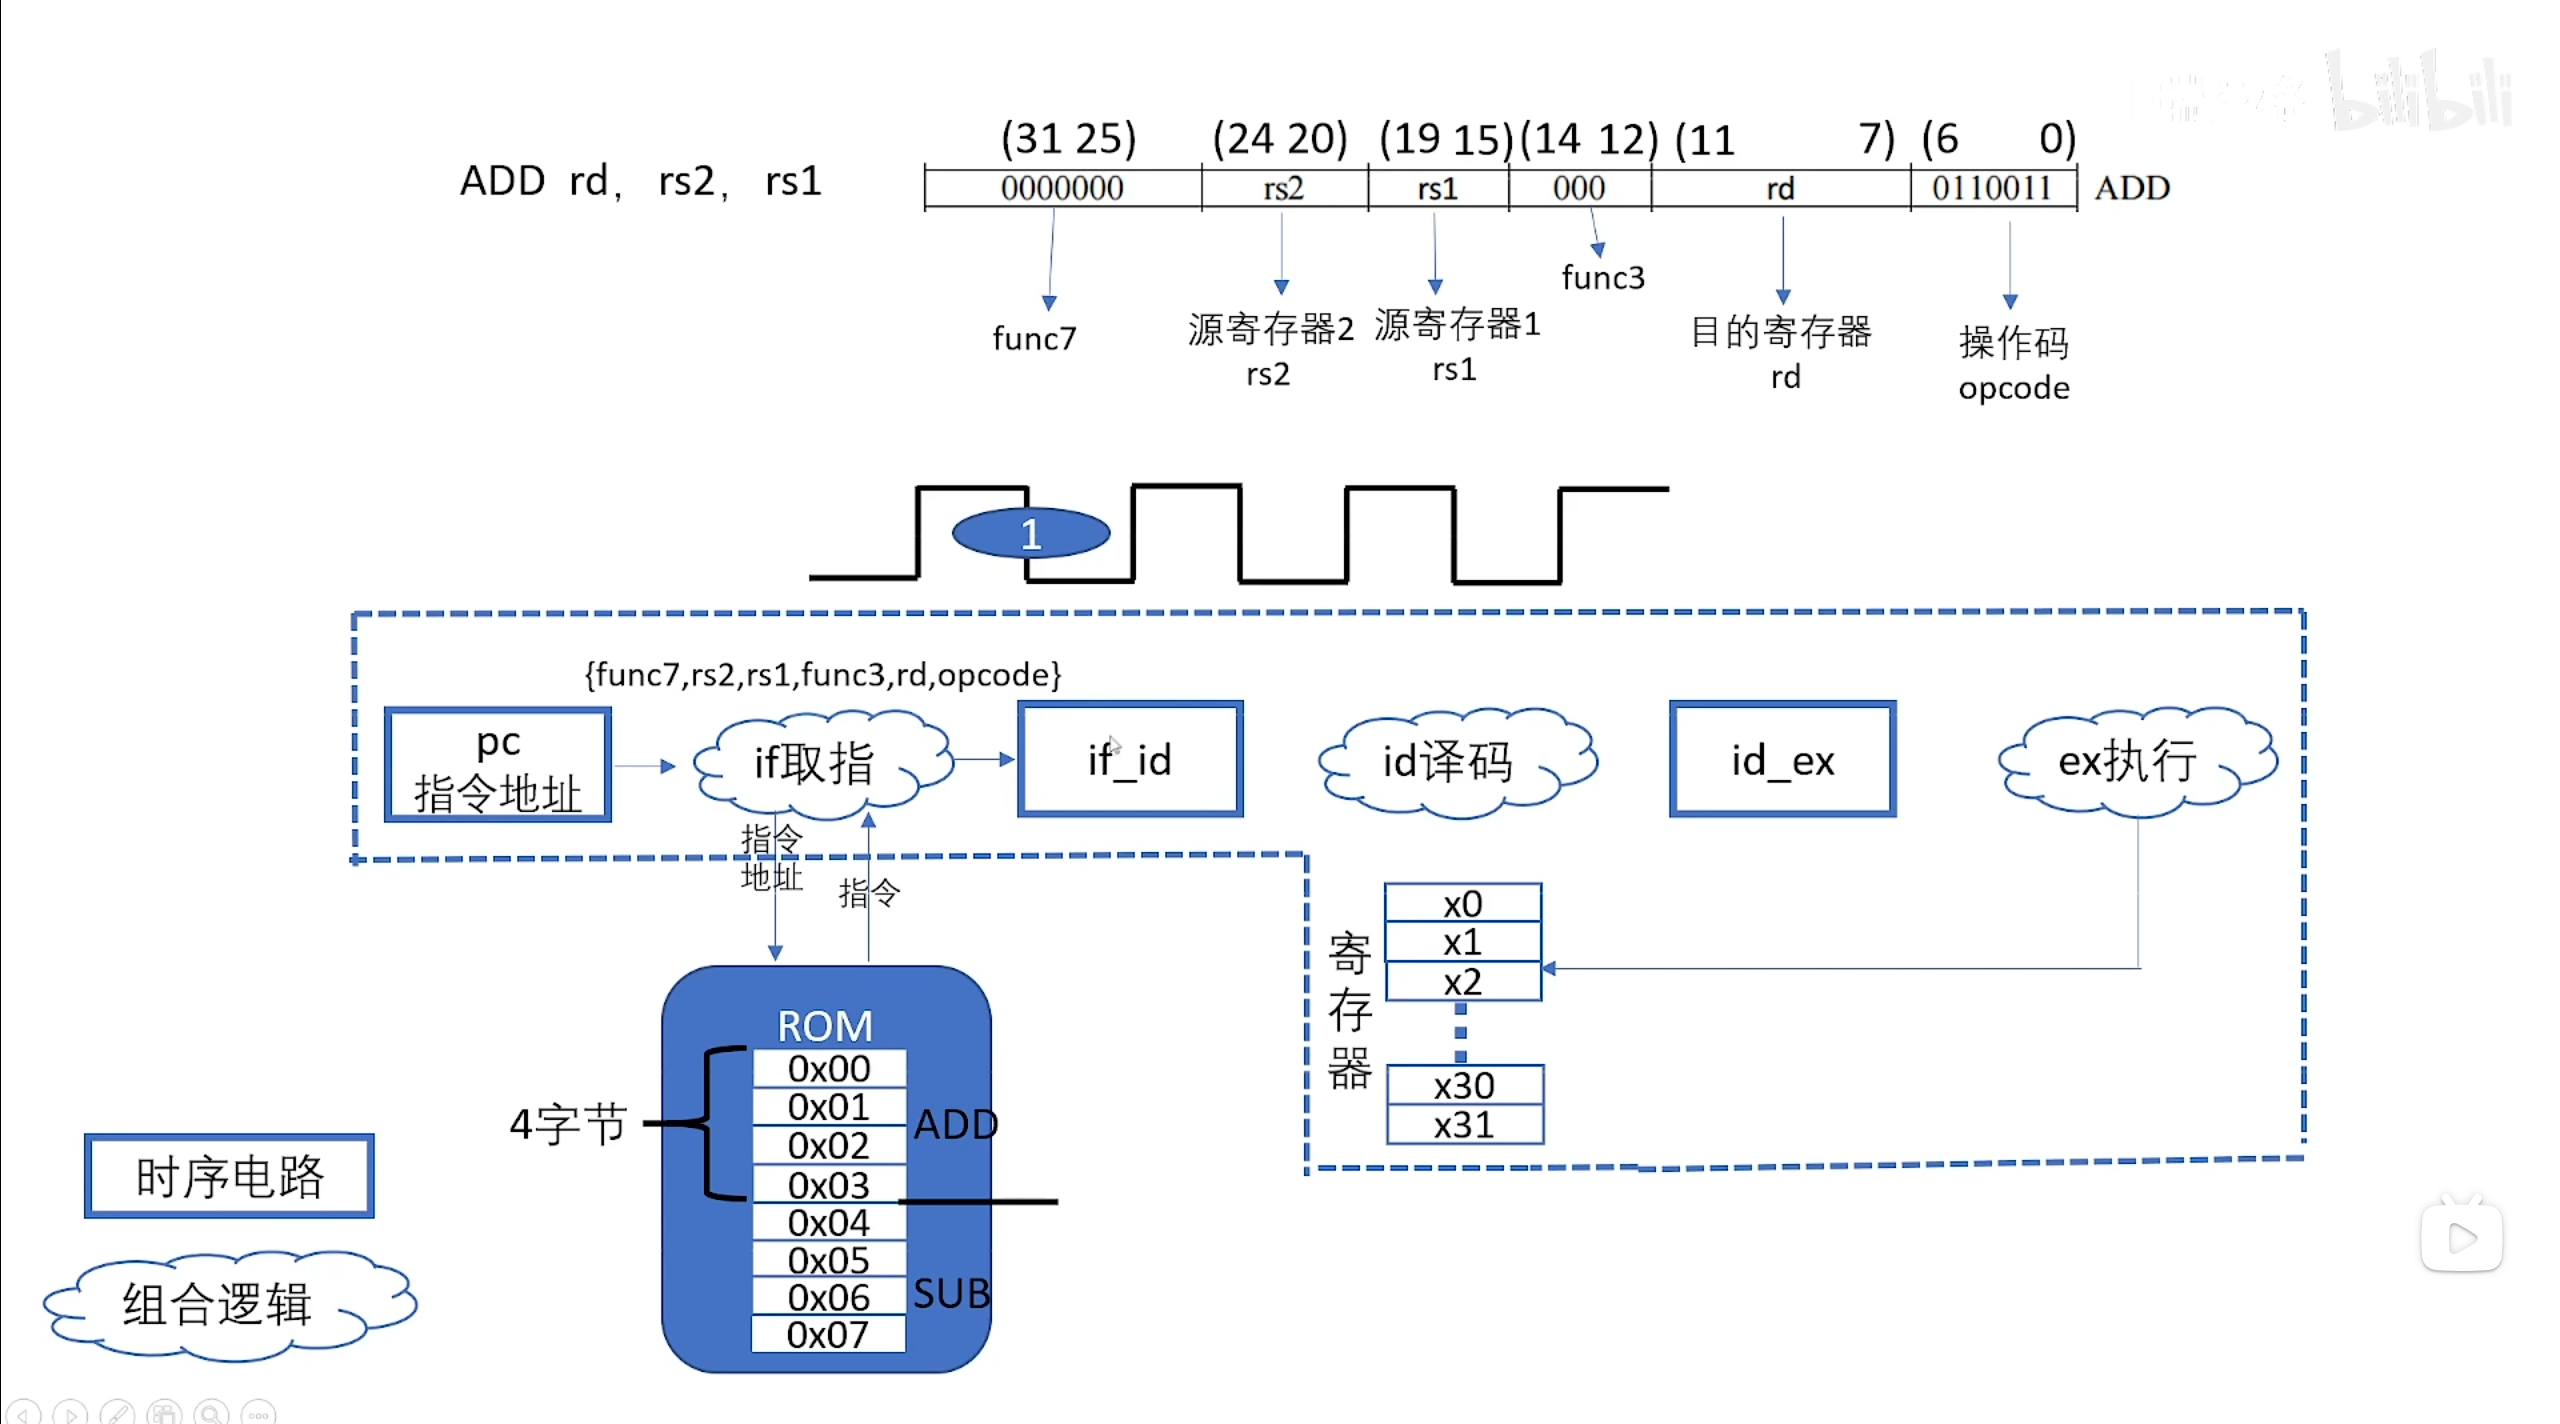 bilibili
(31 25) (24 20) (19 15) (14 12) (11 7) (6 0)
ADD rd, rs2, rs1
0000000 rs2 rs1 000 rd 0110011 ADD
func7
源寄存器2
rs2
源寄存器1
rs1
func3
目的寄存器
rd
操作码
opcode
1
{func7,rs2,rs1,func3,rd,opcode}
pc
指令地址
if取指
if_id
id译码
id_ex
ex执行
指令
地址
指令
ROM
0x00
0x01
0x02
0x03
0x04
0x05
0x06
0x07
4字节
ADD
SUB
寄存器
x0
x1
x2
x30
x31
时序电路
组合逻辑